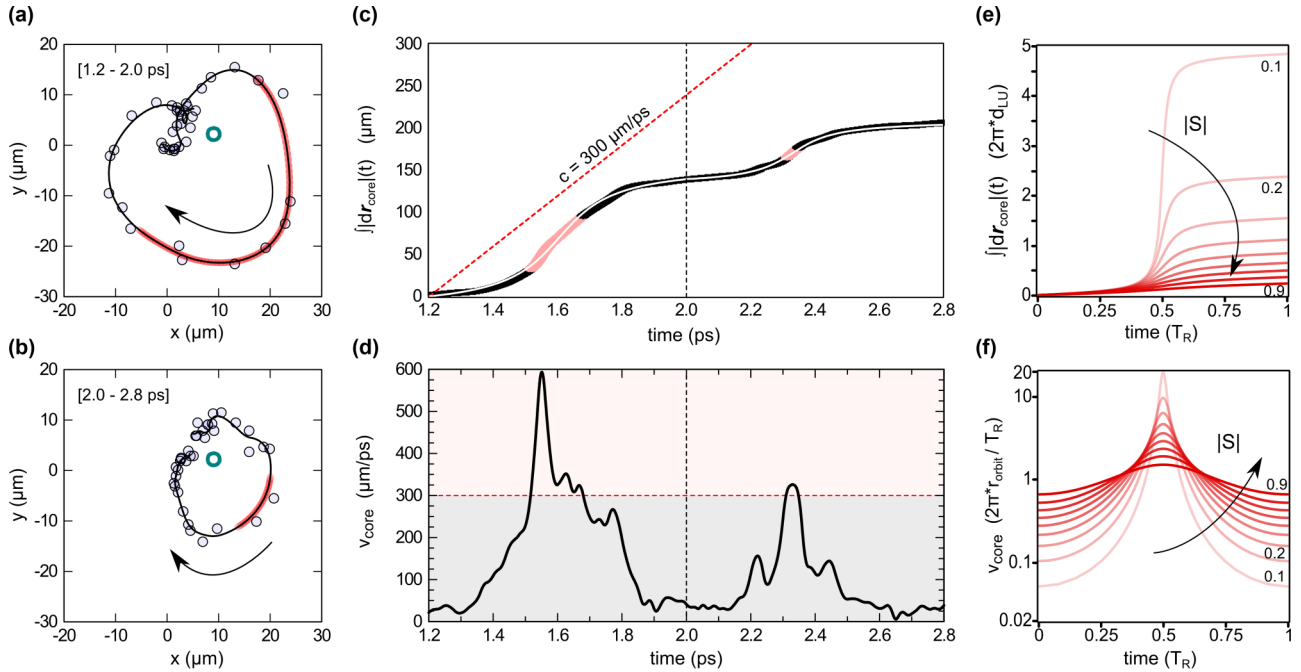 (a)
20
10
0
-10
-20
-30
y (µm)
[1.2 - 2.0 ps]
-20 -10 0 10 20 30
x (µm)
(b)
20
10
0
-10
-20
-30
y (µm)
[2.0 - 2.8 ps]
-20 -10 0 10 20 30
x (µm)
(c)
300
200
100
0
∫|dr_core|(t) (µm)
c = 300 µm/ps
1.2 1.4 1.6 1.8 2.0 2.2 2.4 2.6 2.8
time (ps)
(d)
600
500
400
300
200
100
0
v_core (µm/ps)
1.2 1.4 1.6 1.8 2.0 2.2 2.4 2.6 2.8
time (ps)
(e)
5
4
3
2
1
0
∫|dr_core|(t) (2π*d_LU)
0.1
|S|
0.2
0.9
0 0.25 0.5 0.75 1
time (T_R)
(f)
20
10
1
0.1
0.02
v_core (2π*r_orbit / T_R)
|S|
0.9
0.2
0.1
0 0.25 0.5 0.75 1
time (T_R)